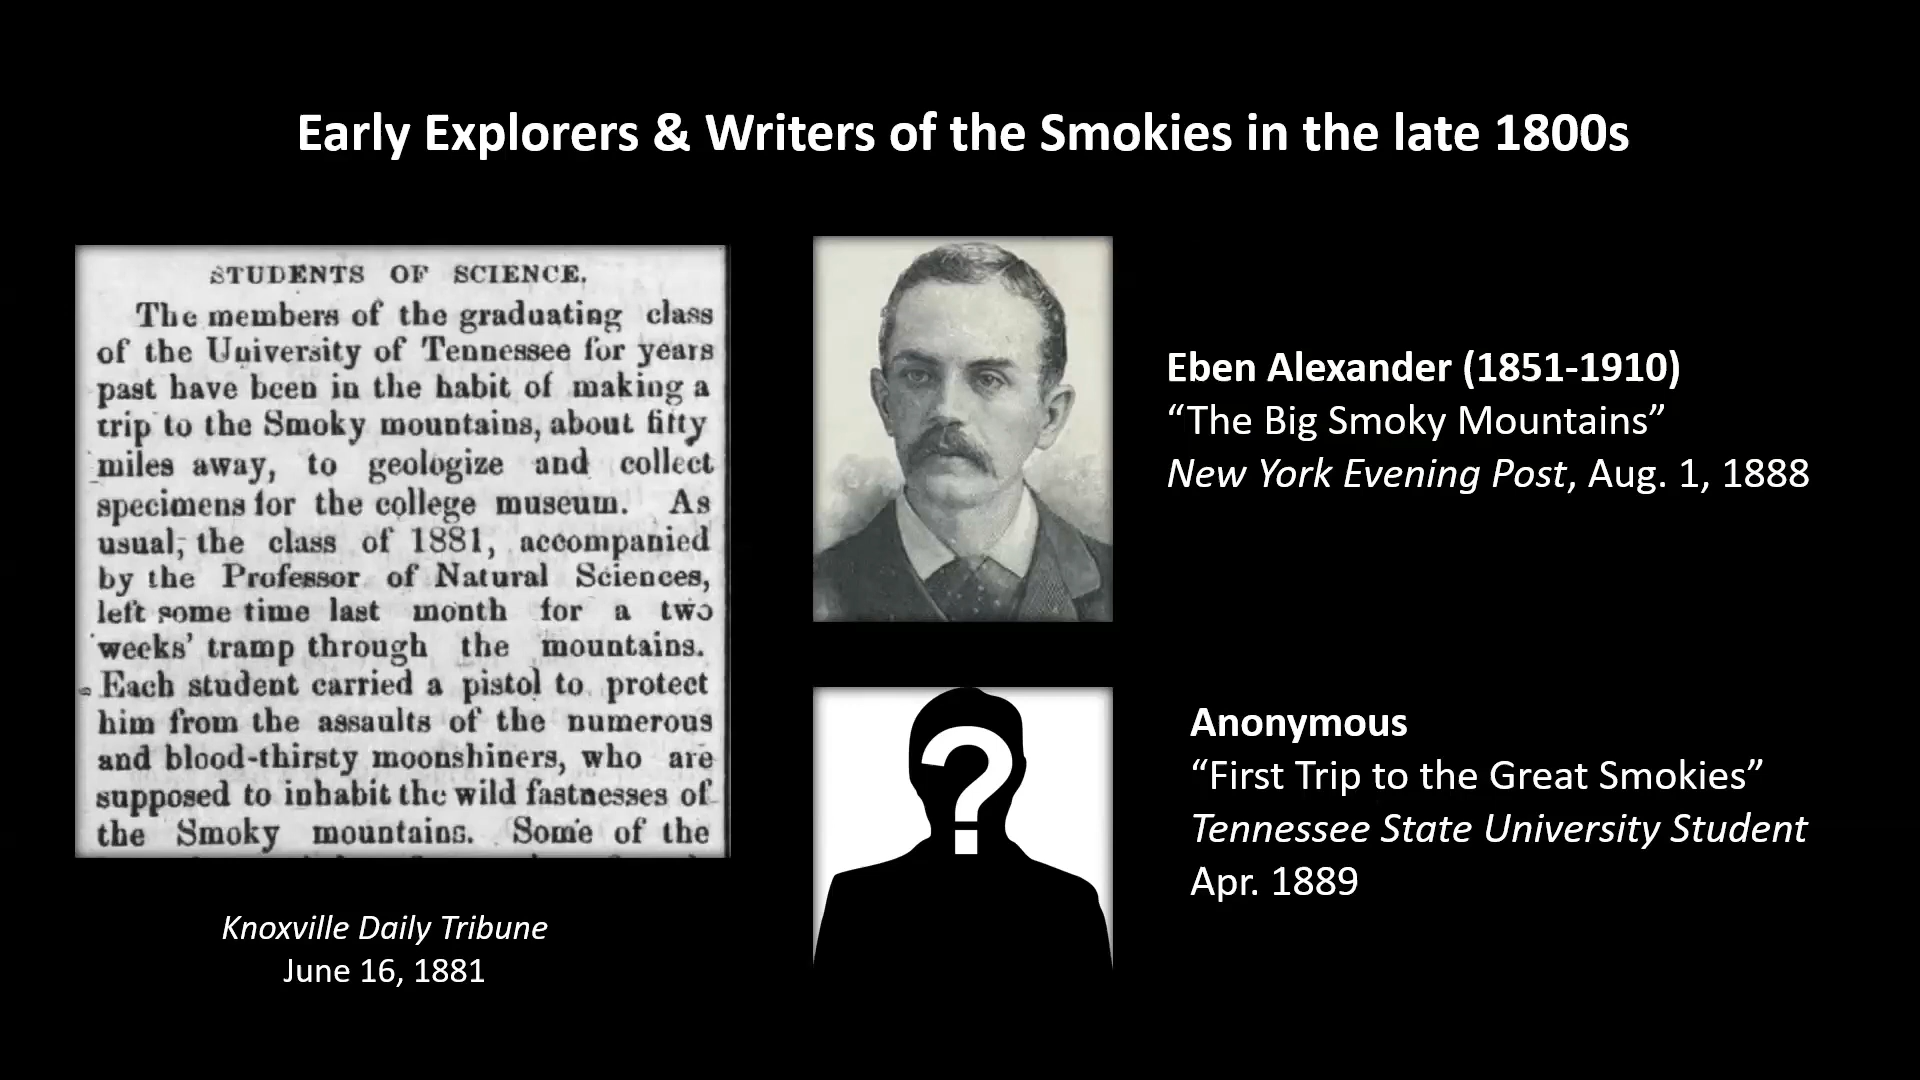 Early Explorers & Writers of the Smokies in the late 1800s
STUDENTS OF SCIENCE.
The members of the graduating class
of the University of Tennessee for years
past have been in the habit of making a
trip to the Smoky mountains, about fifty
miles away, to geologize and collect
specimens for the college museum. As
usual, the class of 1881, accompanied
by the Professor of Natural Sciences,
left some time last month for a two
weeks' tramp through the mountains.
Each student carried a pistol to protect
him from the assaults of the numerous
and blood-thirsty moonshiners, who are
supposed to inhabit the wild fastnesses of
the Smoky mountains. Some of the
Knoxville Daily Tribune
June 16, 1881
Eben Alexander (1851-1910)
“The Big Smoky Mountains”
New York Evening Post, Aug. 1, 1888
?
Anonymous
“First Trip to the Great Smokies”
Tennessee State University Student
Apr. 1889